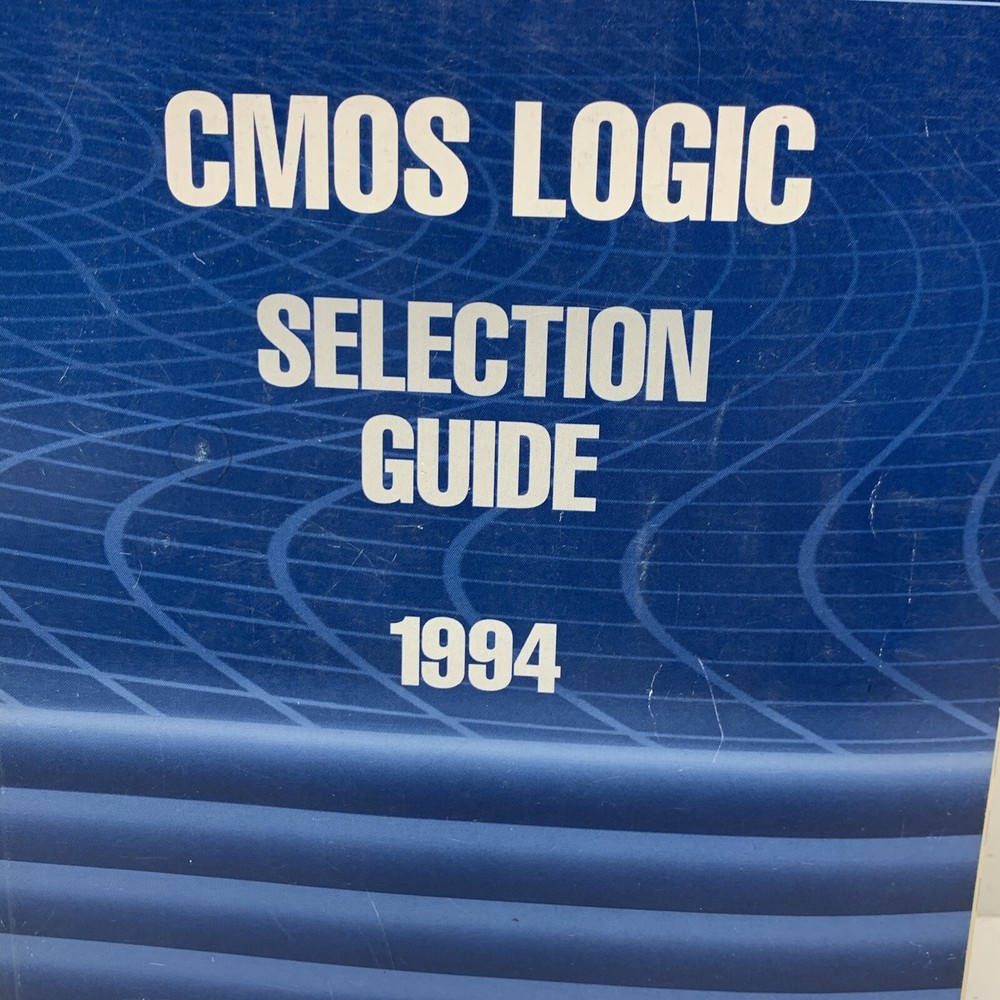 CMOS LOGIC
SELECTION
GUIDE
1994